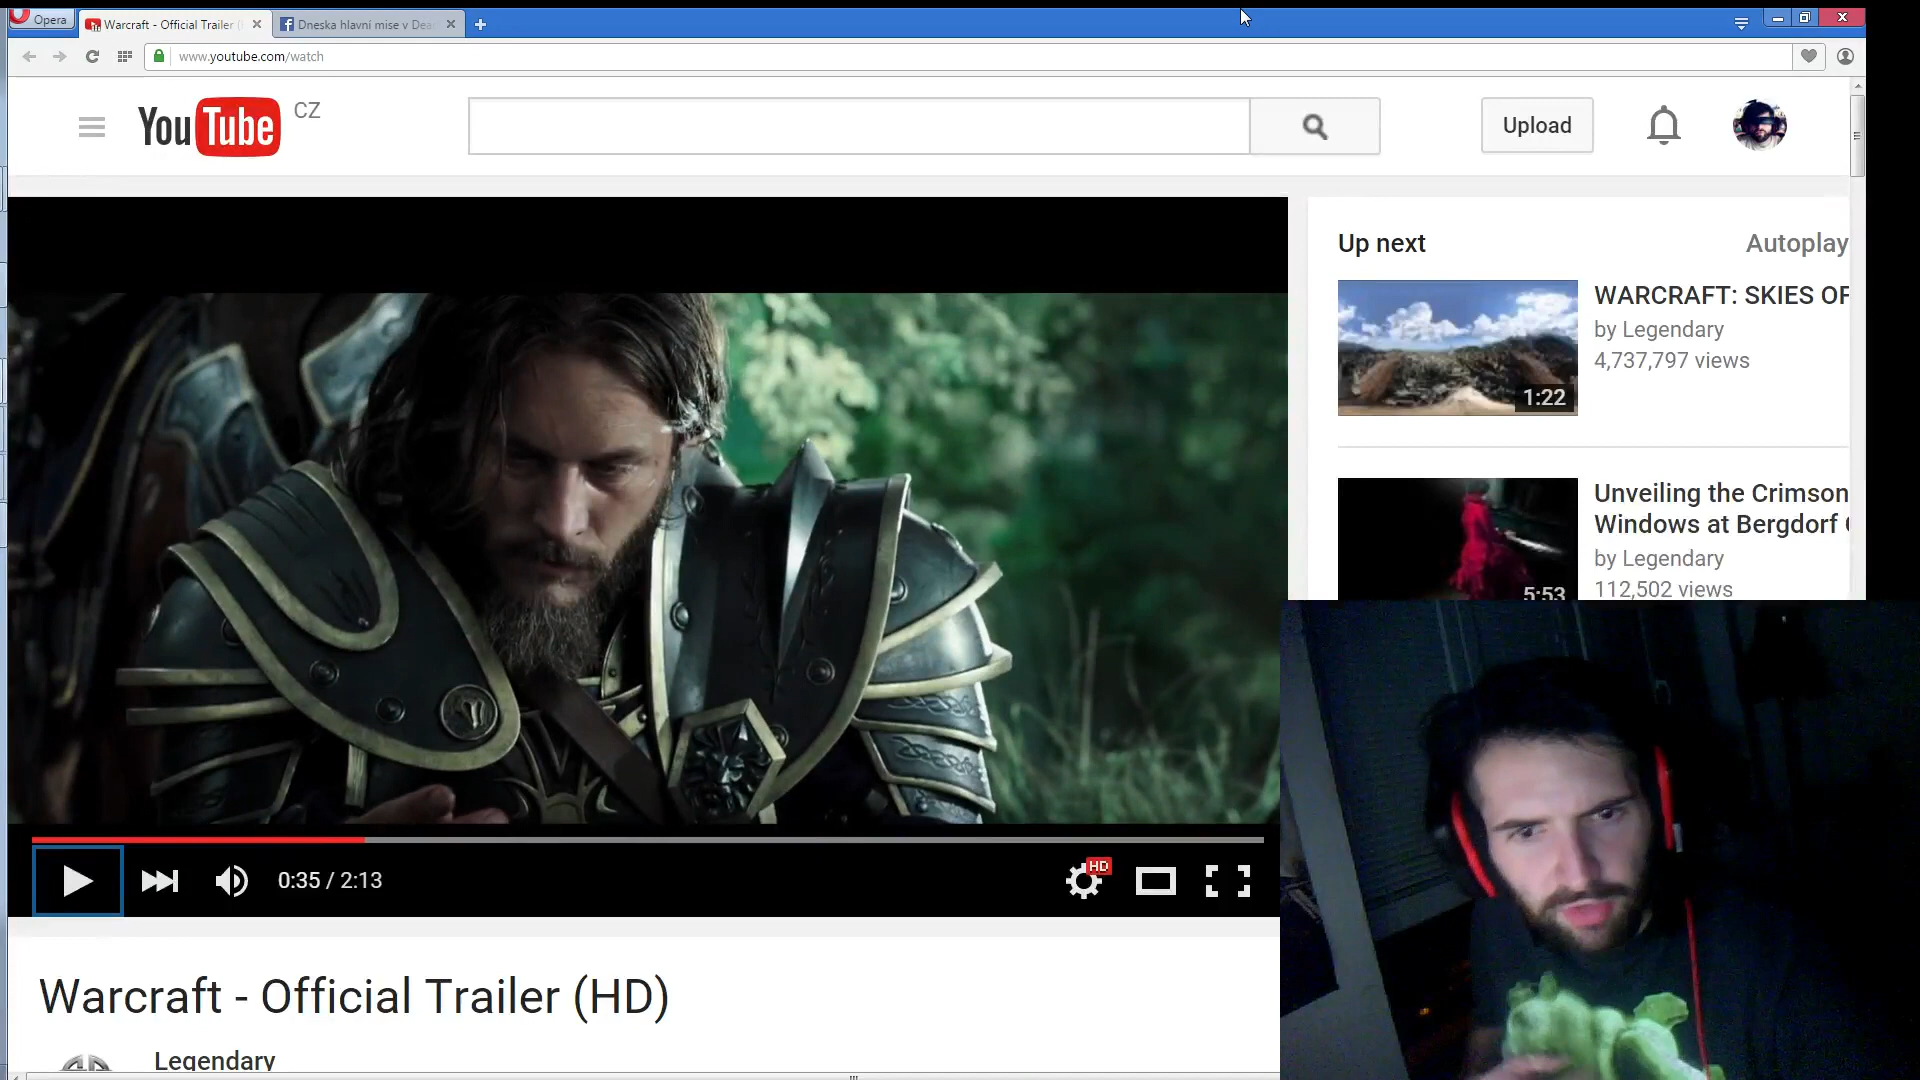 Opera
Warcraft - Official Trailer (
Dneska hlavní mise v Dea
www.youtube.com/watch
YouTube CZ
Upload
Up next
Autoplay
WARCRAFT: SKIES OF
by Legendary
4,737,797 views
1:22
Unveiling the Crimson
Windows at Bergdorf
by Legendary
112,502 views
5:53
0:35 / 2:13
HD
Warcraft - Official Trailer (HD)
Legendary